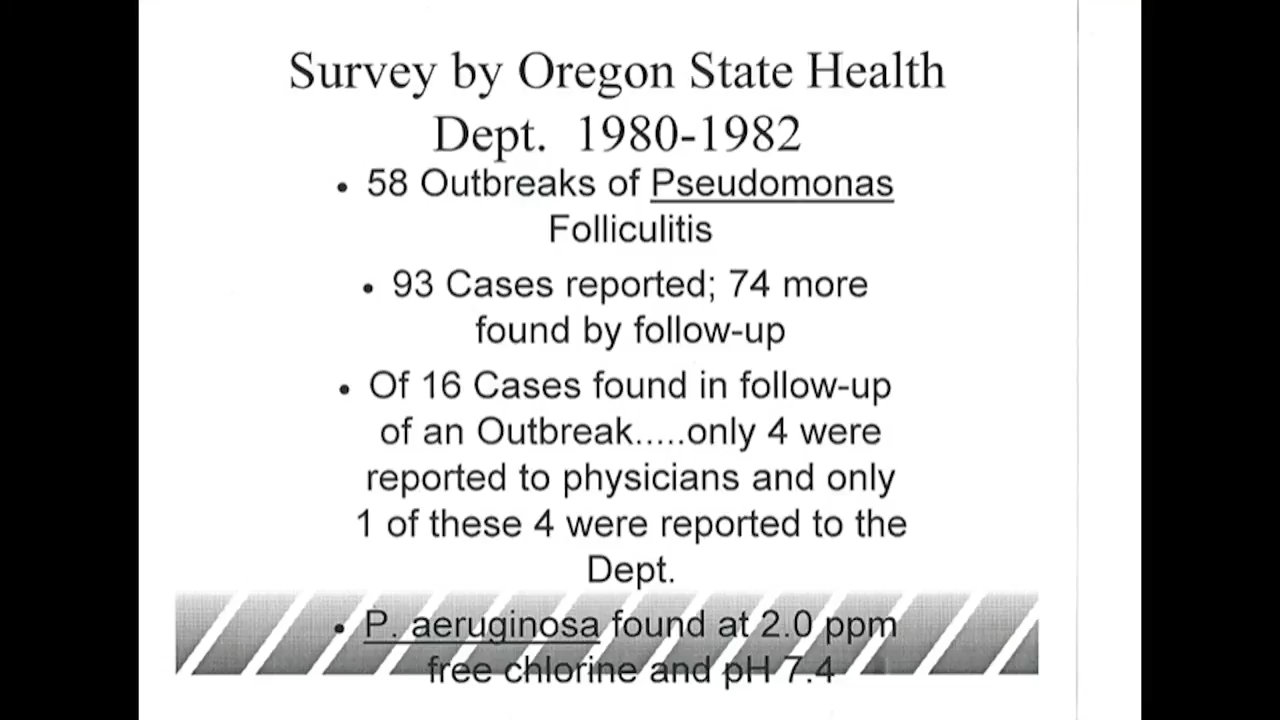 Survey by Oregon State Health
Dept. 1980-1982
• 58 Outbreaks of Pseudomonas
Folliculitis
• 93 Cases reported; 74 more
found by follow-up
• Of 16 Cases found in follow-up
of an Outbreak.....only 4 were
reported to physicians and only
1 of these 4 were reported to the
Dept.
• P. aeruginosa found at 2.0 ppm
free chlorine and pH 7.4